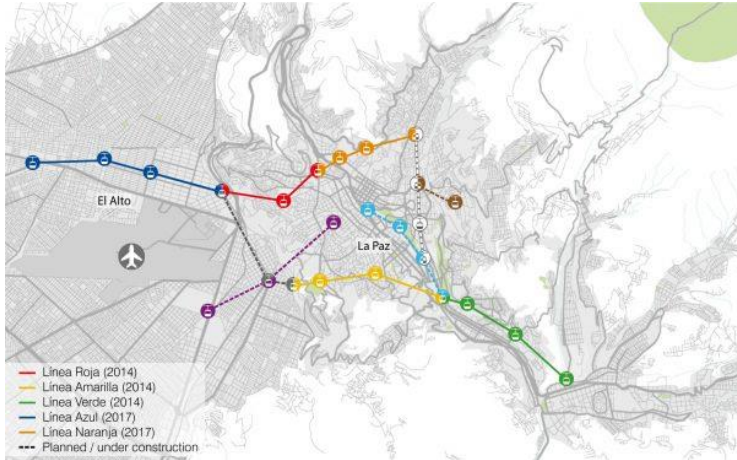 El Alto
La Paz
Línea Roja (2014)
Línea Amarilla (2014)
Línea Verde (2014)
Línea Azul (2017)
Línea Naranja (2017)
Planned / under construction